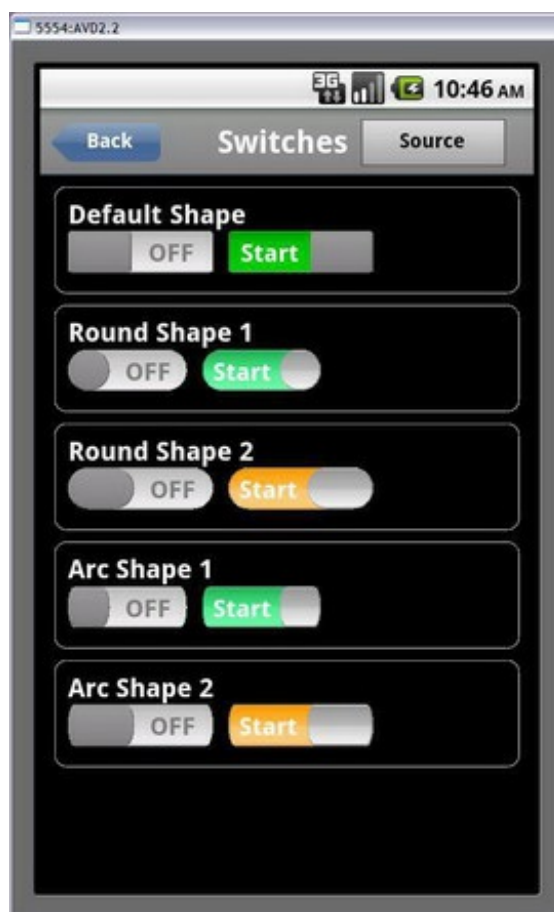 5554:AVD2.2
3G 10:46 AM
Back Switches Source
Default Shape
OFF Start
Round Shape 1
OFF Start
Round Shape 2
OFF Start
Arc Shape 1
OFF Start
Arc Shape 2
OFF Start